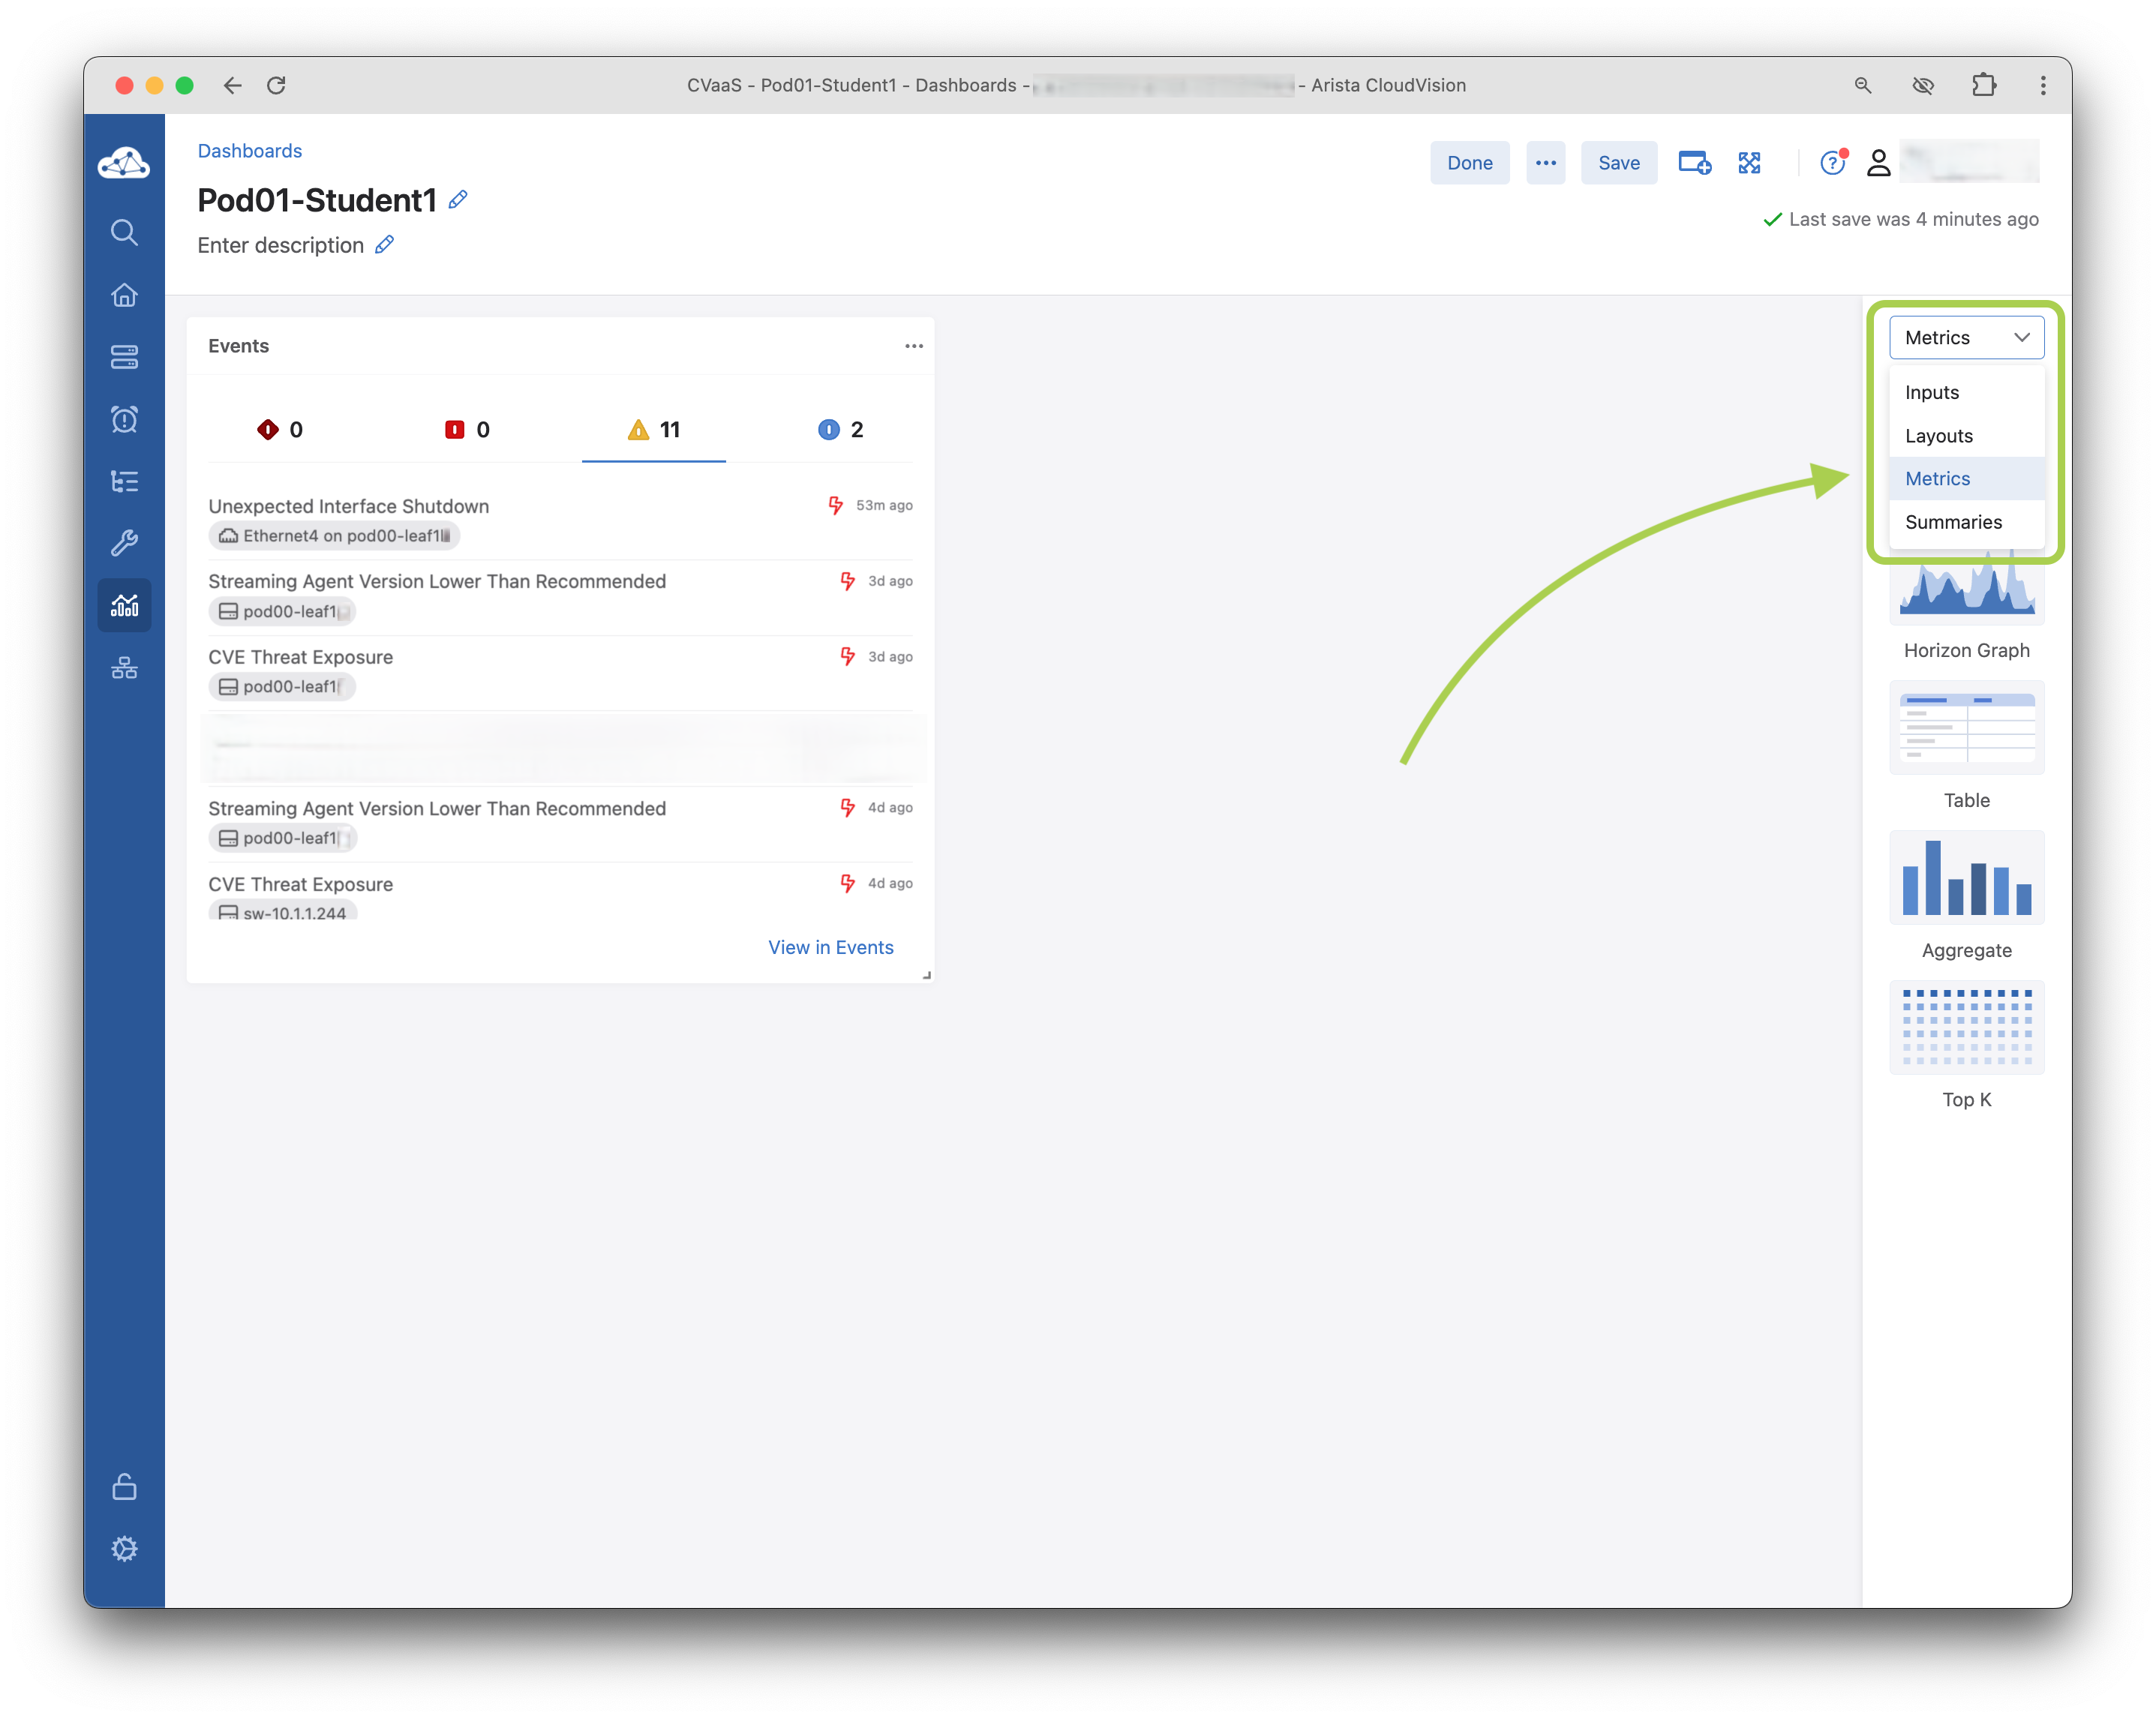 CVaaS - Pod01-Student1 - Dashboards - - Arista CloudVision
Dashboards
Done
Save
Pod01-Student1
Last save was 4 minutes ago
Enter description
Events
0
0
11
2
Unexpected Interface Shutdown
53m ago
Ethernet4 on pod00-leaf1
Streaming Agent Version Lower Than Recommended
3d ago
pod00-leaf1
CVE Threat Exposure
3d ago
pod00-leaf1
Streaming Agent Version Lower Than Recommended
4d ago
pod00-leaf1
CVE Threat Exposure
4d ago
sw-10.1.1.244
View in Events
Metrics
Inputs
Layouts
Metrics
Summaries
Horizon Graph
Table
Aggregate
Top K